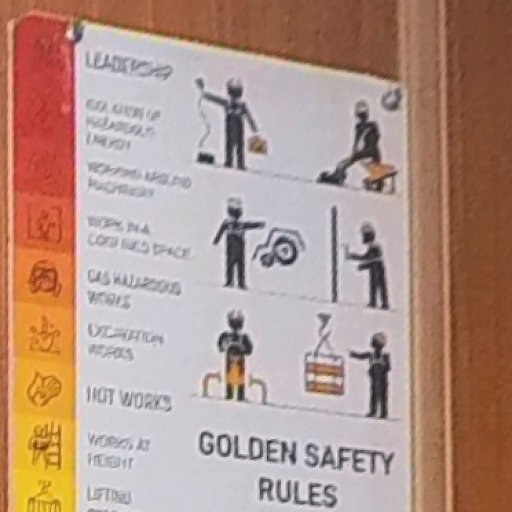 LEADERSHIP
ISOLATION OF
HAZARDOUS
ENERGY
WORKING AROUND
MACHINERY
WORK IN A
CONFINED SPACE
GAS HAZARDOUS
WORKS
EXCAVATION
WORKS
HOT WORKS
WORKS AT
HEIGHT
LIFTING
GOLDEN SAFETY
RULES